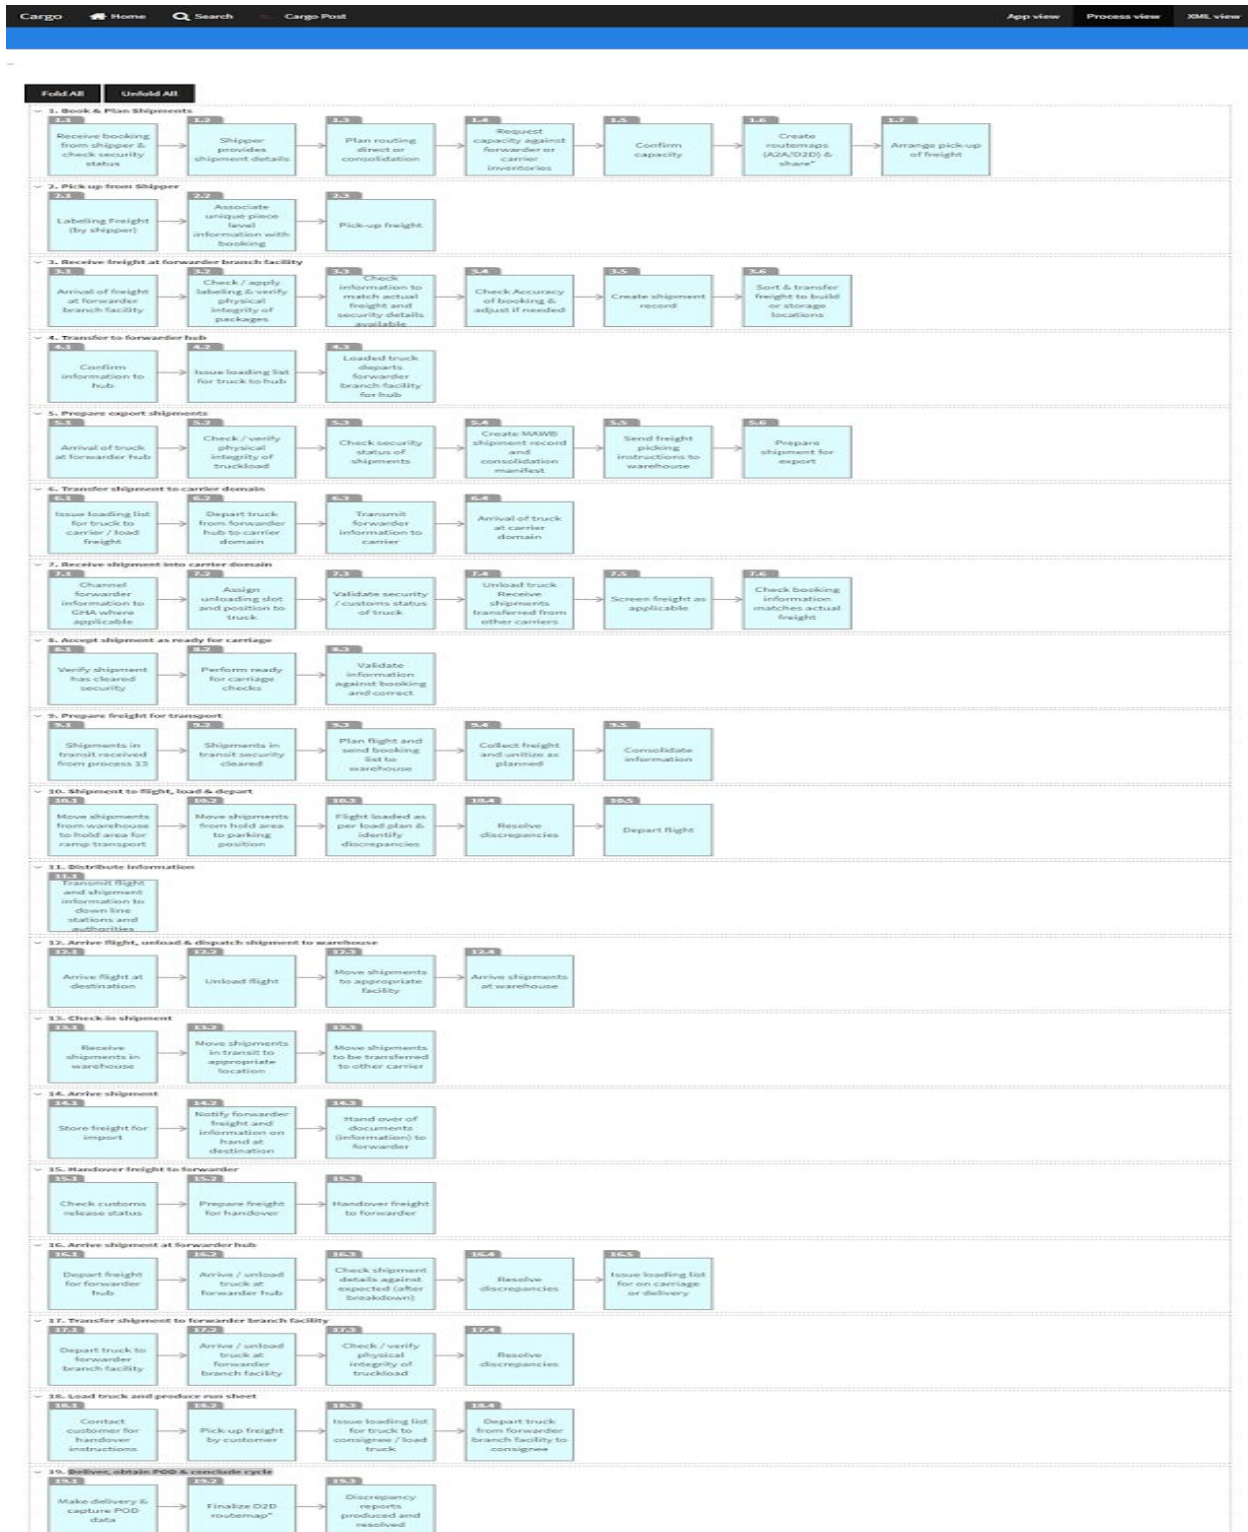 Cargo Home Search Cargo Post App view Process view XML view
Fold All Unfold All
1. Book & Plan Shipments
1.1 1.2 1.3 1.4 1.5 1.6 1.7
Receive booking
from shipper &
check security
status
Shipper
provides
shipment details
Plan routing
direct or
consolidation
Request
capacity against
forwarder or
carrier
inventories
Confirm
capacity
Create
routemaps
(A2A/D2D) &
share*
Arrange pick-up
of freight
2. Pick up from Shipper
2.1 2.2 2.3
Labeling Freight
(by shipper)
Associate
unique piece
level
information with
booking
Pick-up freight
3. Receive freight at forwarder branch facility
3.1 3.2 3.3 3.4 3.5 3.6
Arrival of freight
at forwarder
branch facility
Check / apply
labeling & verify
physical
integrity of
packages
Check
information to
match actual
freight and
security details
available
Check Accuracy
of booking &
adjust if needed
Create shipment
record
Sort & transfer
freight to build
or storage
locations
4. Transfer to forwarder hub
4.1 4.2 4.3
Confirm
information to
hub
Issue loading list
for truck to hub
Loaded truck
departs
forwarder
branch facility
for hub
5. Prepare export shipments
5.1 5.2 5.3 5.4 5.5 5.6
Arrival of truck
at forwarder hub
Check / verify
physical
integrity of
truckload
Check security
status of
shipments
Create MAWB
shipment record
and
consolidation
manifest
Send freight
picking
instructions to
warehouse
Prepare
shipment for
export
6. Transfer shipment to carrier domain
6.1 6.2 6.3 6.4
Issue loading list
for truck to
carrier / load
freight
Depart truck
from forwarder
hub to carrier
domain
Transmit
forwarder
information to
carrier
Arrival of truck
at carrier
domain
7. Receive shipment into carrier domain
7.1 7.2 7.3 7.4 7.5 7.6
Channel
forwarder
information to
GHA where
applicable
Assign
unloading slot
and position to
truck
Validate security
/ customs status
of truck
Unload truck
Receive
shipments
transferred from
other carriers
Screen freight as
applicable
Check booking
information
matches actual
freight
8. Accept shipment as ready for carriage
8.1 8.2 8.3
Verify shipment
has cleared
security
Perform ready
for carriage
checks
Validate
information
against booking
and correct
9. Prepare freight for transport
9.1 9.2 9.3 9.4 9.5
Shipments in
transit received
from process 13
Shipments in
transit security
cleared
Plan flight and
send booking
list to
warehouse
Collect freight
and unitize as
planned
Consolidate
information
10. Shipment to flight, load & depart
10.1 10.2 10.3 10.4 10.5
Move shipments
from warehouse
to hold area for
ramp transport
Move shipments
from hold area
to parking
position
Flight loaded as
per load plan &
identify
discrepancies
Resolve
discrepancies
Depart flight
11. Distribute Information
11.1
Transmit flight
and shipment
information to
down line
stations and
authorities
12. Arrive flight, unload & dispatch shipment to warehouse
12.1 12.2 12.3 12.4
Arrive flight at
destination
Unload flight
Move shipments
to appropriate
facility
Arrive shipments
at warehouse
13. Check-in shipment
13.1 13.2 13.3
Receive
shipments in
warehouse
Move shipments
in transit to
appropriate
location
Move shipments
to be transferred
to other carrier
14. Arrive shipment
14.1 14.2 14.3
Store freight for
import
Notify forwarder
freight and
information on
hand at
destination
Hand over of
documents
(information) to
forwarder
15. Handover freight to forwarder
15.1 15.2 15.3
Check customs
release status
Prepare freight
for handover
Handover freight
to forwarder
16. Arrive shipment at forwarder hub
16.1 16.2 16.3 16.4 16.5
Depart freight
for forwarder
hub
Arrive / unload
truck at
forwarder hub
Check shipment
details against
expected (after
breakdown)
Resolve
discrepancies
Issue loading list
for on carriage
or delivery
17. Transfer shipment to forwarder branch facility
17.1 17.2 17.3 17.4
Depart truck to
forwarder
branch facility
Arrive / unload
truck at
forwarder
branch facility
Check / verify
physical
integrity of
truckload
Resolve
discrepancies
18. Load truck and produce run sheet
18.1 18.2 18.3 18.4
Contact
customer for
handover
instructions
Pick-up freight
by customer
Issue loading list
for truck to
consignee / load
truck
Depart truck
from forwarder
branch facility to
consignee
19. Deliver, obtain POD & conclude cycle
19.1 19.2 19.3
Make delivery &
capture POD
data
Finalize D2D
routemap*
Discrepancy
reports
produced and
resolved